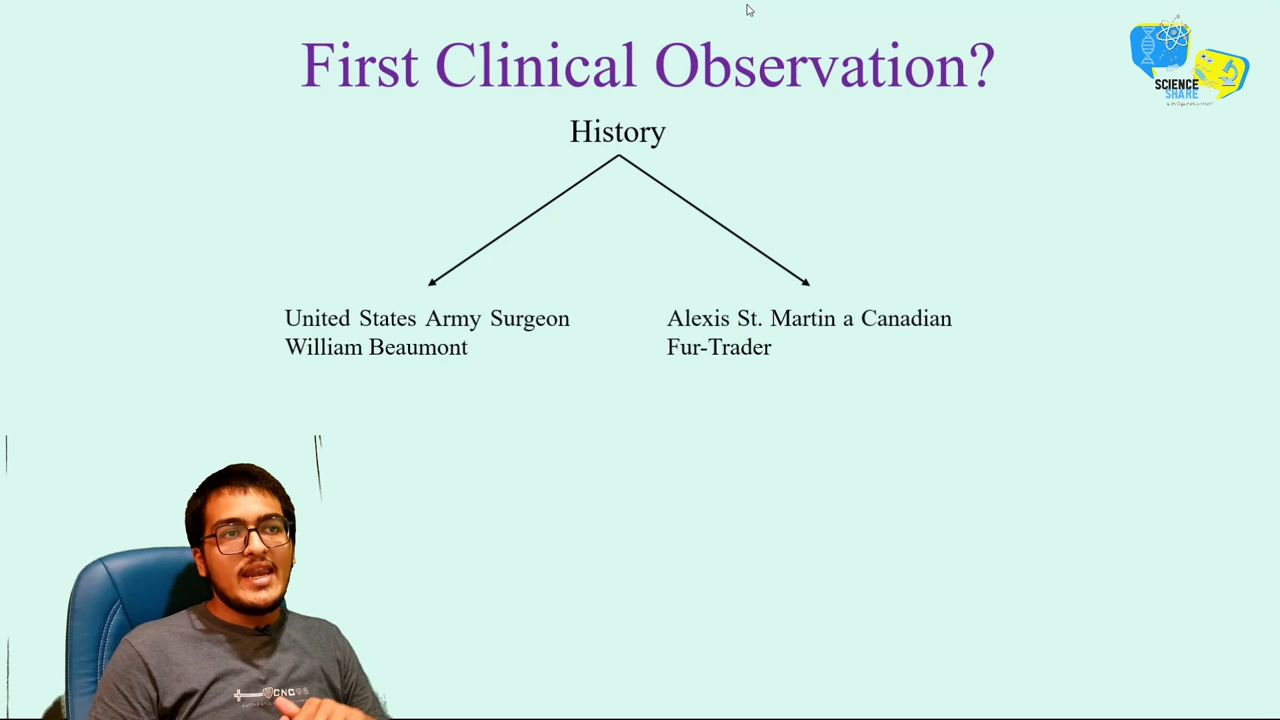 First Clinical Observation?
SCIENCE
SHARE
History
United States Army Surgeon
William Beaumont
Alexis St. Martin a Canadian
Fur-Trader